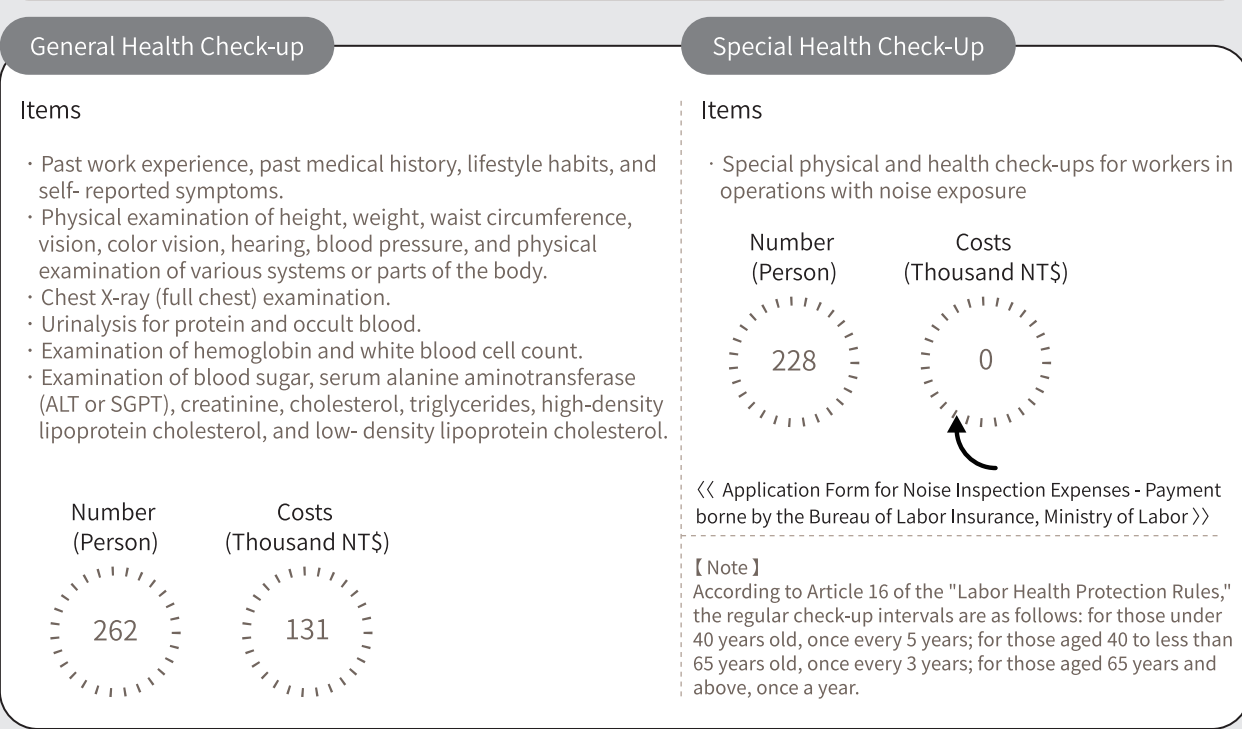 General Health Check-up
Items
· Past work experience, past medical history, lifestyle habits, and
self- reported symptoms.
· Physical examination of height, weight, waist circumference,
vision, color vision, hearing, blood pressure, and physical
examination of various systems or parts of the body.
· Chest X-ray (full chest) examination.
· Urinalysis for protein and occult blood.
· Examination of hemoglobin and white blood cell count.
· Examination of blood sugar, serum alanine aminotransferase
(ALT or SGPT), creatinine, cholesterol, triglycerides, high-density
lipoprotein cholesterol, and low- density lipoprotein cholesterol.
Number
(Person)
262
Costs
(Thousand NT$)
131
Special Health Check-Up
Items
· Special physical and health check-ups for workers in
operations with noise exposure
Number
(Person)
228
Costs
(Thousand NT$)
0
〈〈 Application Form for Noise Inspection Expenses - Payment
borne by the Bureau of Labor Insurance, Ministry of Labor 〉〉
【 Note 】
According to Article 16 of the "Labor Health Protection Rules,"
the regular check-up intervals are as follows: for those under
40 years old, once every 5 years; for those aged 40 to less than
65 years old, once every 3 years; for those aged 65 years and
above, once a year.